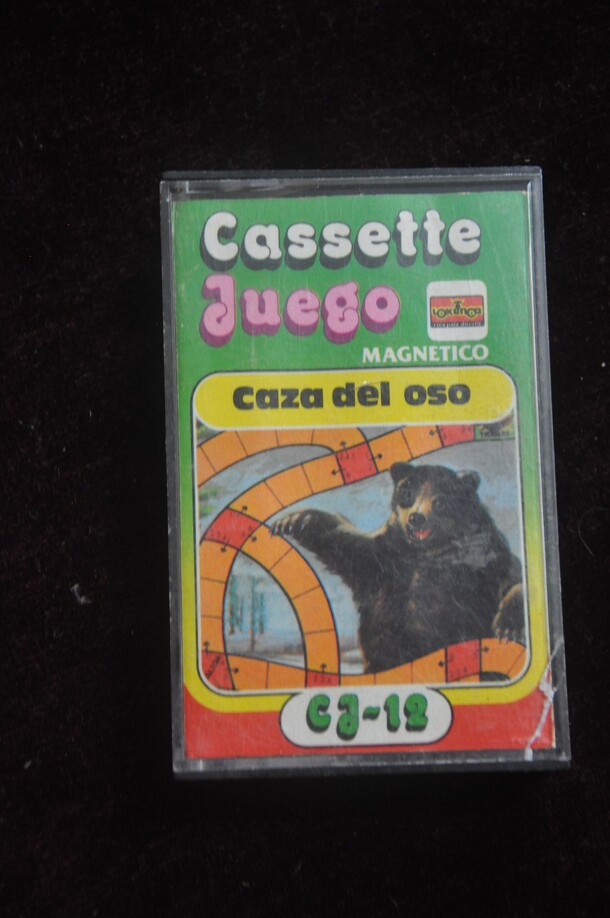 Cassette
Juego
MAGNETICO
Caza del oso
CJ-12